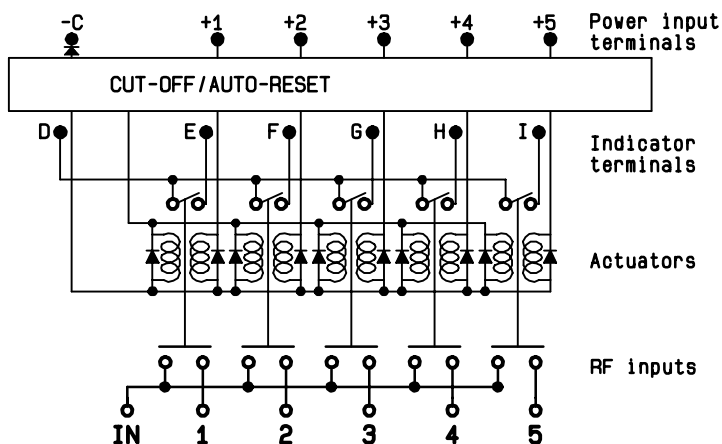 -C +1 +2 +3 +4 +5 Power input
terminals
CUT-OFF/AUTO-RESET
D E F G H I Indicator
terminals
Actuators
RF inputs
IN 1 2 3 4 5